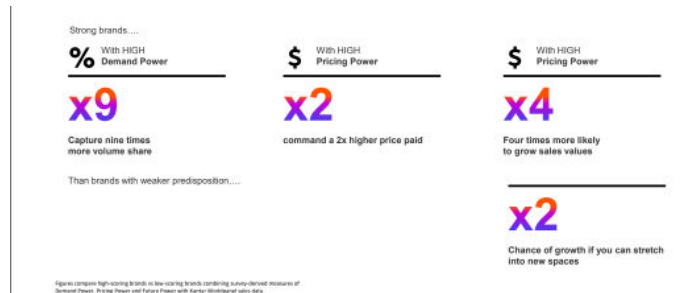 Strong brands....
% With HIGH
Demand Power
x9
Capture nine times
more volume share
$ With HIGH
Pricing Power
x2
command a 2x higher price paid
$ With HIGH
Pricing Power
x4
Four times more likely
to grow sales values
Than brands with weaker predisposition....
x2
Chance of growth if you can stretch
into new spaces
Figures compare high-scoring brands vs low-scoring brands combining survey-derived measures of
Demand Power, Pricing Power and Future Power with Kantar Worldpanel sales data.